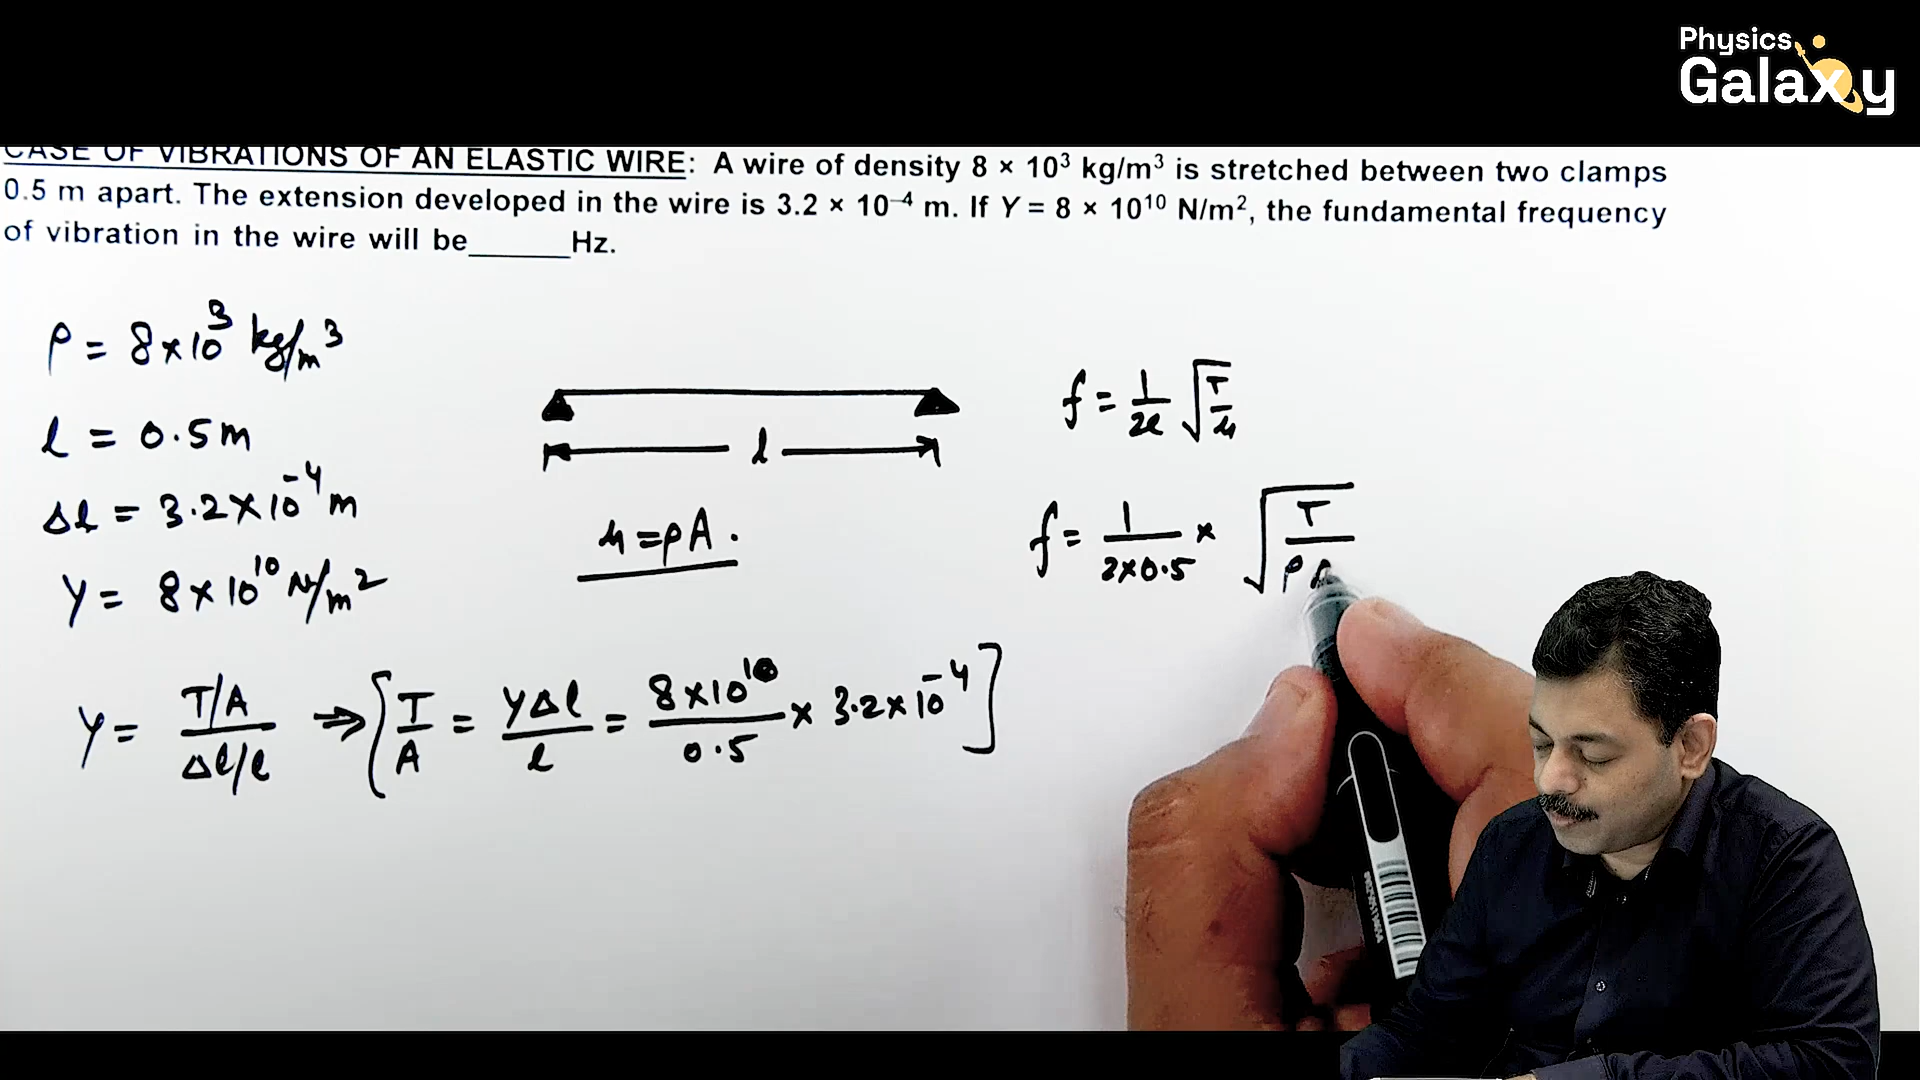 Physics
Galaxy
CASE OF VIBRATIONS OF AN ELASTIC WIRE: A wire of density 8 × 10³ kg/m³ is stretched between two clamps
0.5 m apart. The extension developed in the wire is 3.2 × 10⁻⁴ m. If Y = 8 × 10¹⁰ N/m², the fundamental frequency
of vibration in the wire will be______Hz.
ρ = 8×10³ kg/m³
l = 0.5m
Δl = 3.2×10⁻⁴ m
Y = 8×10¹⁰ N/m²
l
μ = ρA.
f = 1/2l √T/μ
f = 1/2×0.5 × √T/ρA
Y = T/A / Δl/l ⇒ [T/A = YΔl/l = 8×10¹⁰/0.5 × 3.2×10⁻⁴]